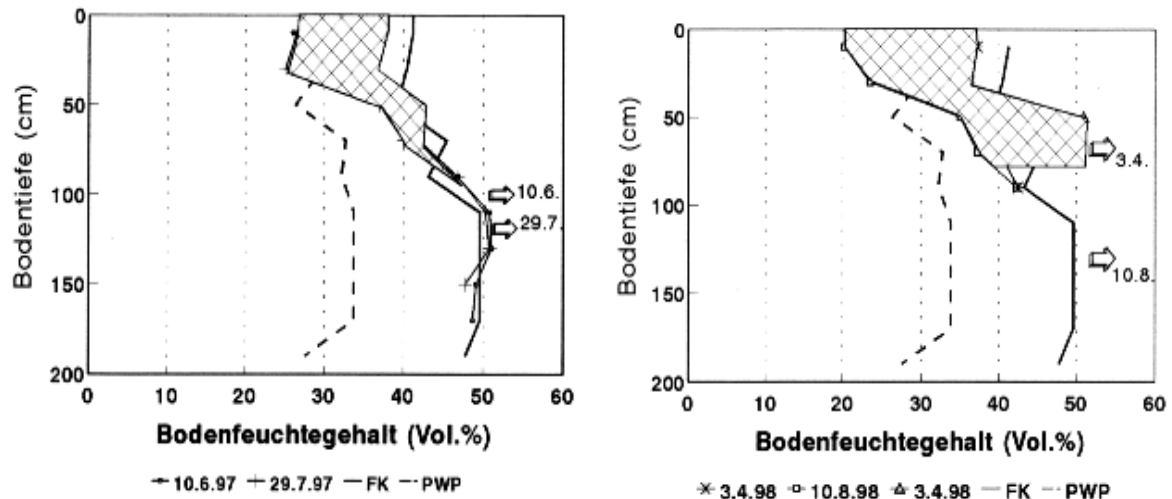 0
50
100
150
200
Bodentiefe (cm)
0 10 20 30 40 50 60
Bodenfeuchtegehalt (Vol.%)
10.6.
29.7.
10.6.97 29.7.97 FK PWP
0
50
100
150
200
Bodentiefe (cm)
0 10 20 30 40 50 60
Bodenfeuchtegehalt (Vol.%)
3.4.
10.8.
3.4.98 10.8.98 3.4.98 FK PWP